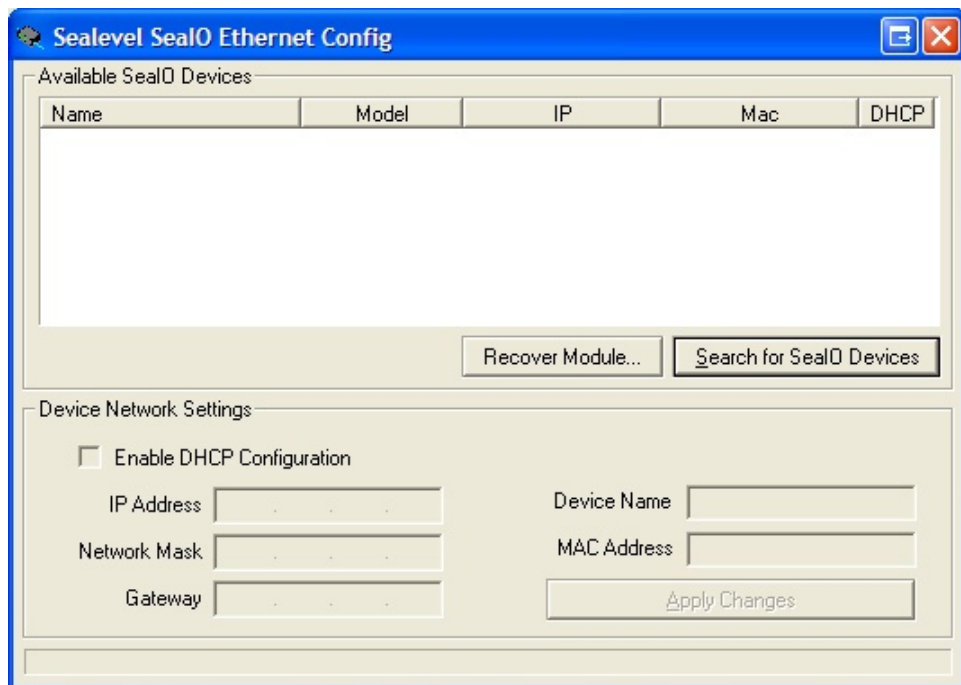 Sealevel SeaIO Ethernet Config
Available SeaIO Devices
Name Model IP Mac DHCP
Recover Module... Search for SeaIO Devices
Device Network Settings
Enable DHCP Configuration
IP Address . . . Device Name
Network Mask . . . MAC Address
Gateway . . . Apply Changes